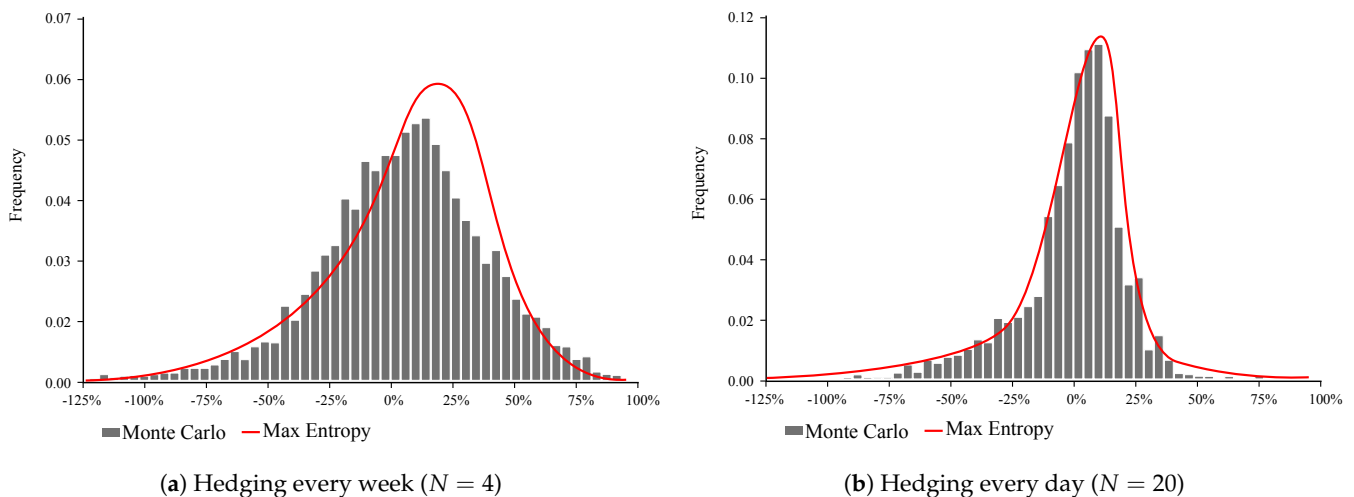 0.07
0.06
0.05
0.04
0.03
0.02
0.01
0.00
Frequency
-125% -100% -75% -50% -25% 0% 25% 50% 75% 100%
Monte Carlo Max Entropy
(a) Hedging every week (N = 4)
0.12
0.10
0.08
0.06
0.04
0.02
0.00
Frequency
-125% -100% -75% -50% -25% 0% 25% 50% 75% 100%
Monte Carlo Max Entropy
(b) Hedging every day (N = 20)